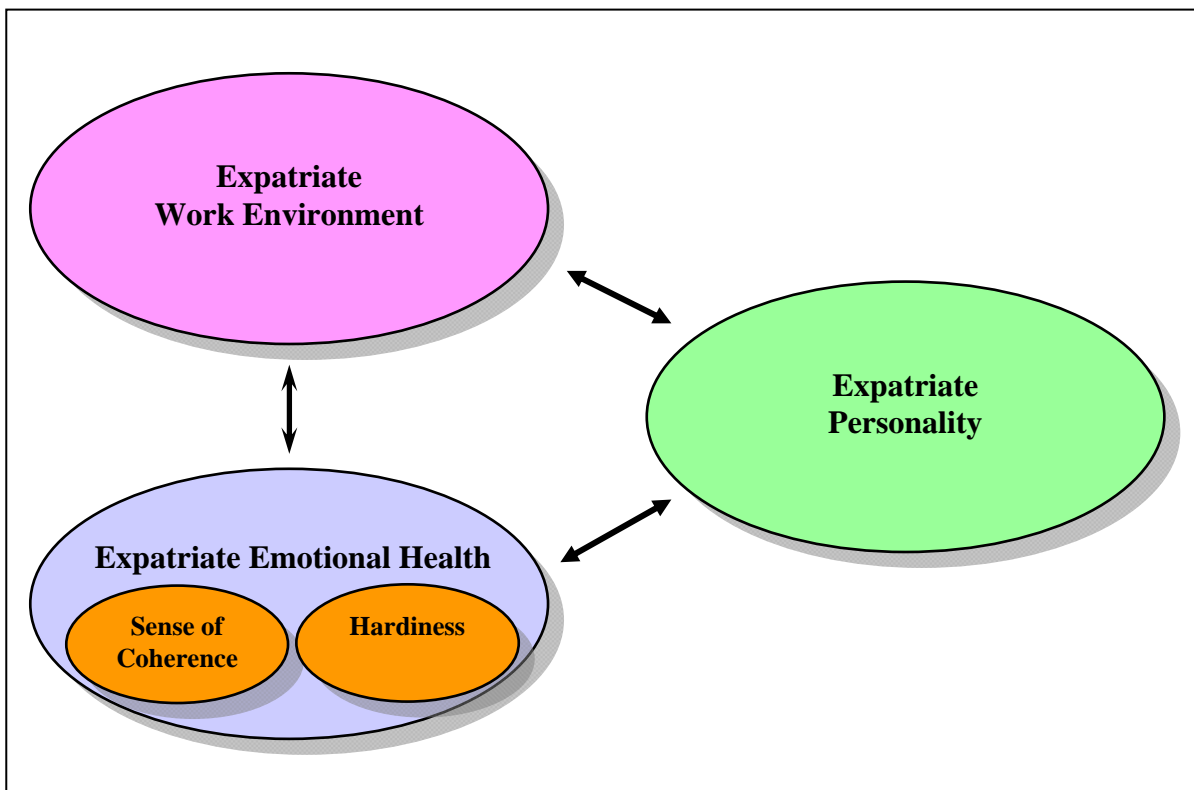 Expatriate
Work Environment
Expatriate
Personality
Expatriate Emotional Health
Sense of
Coherence
Hardiness